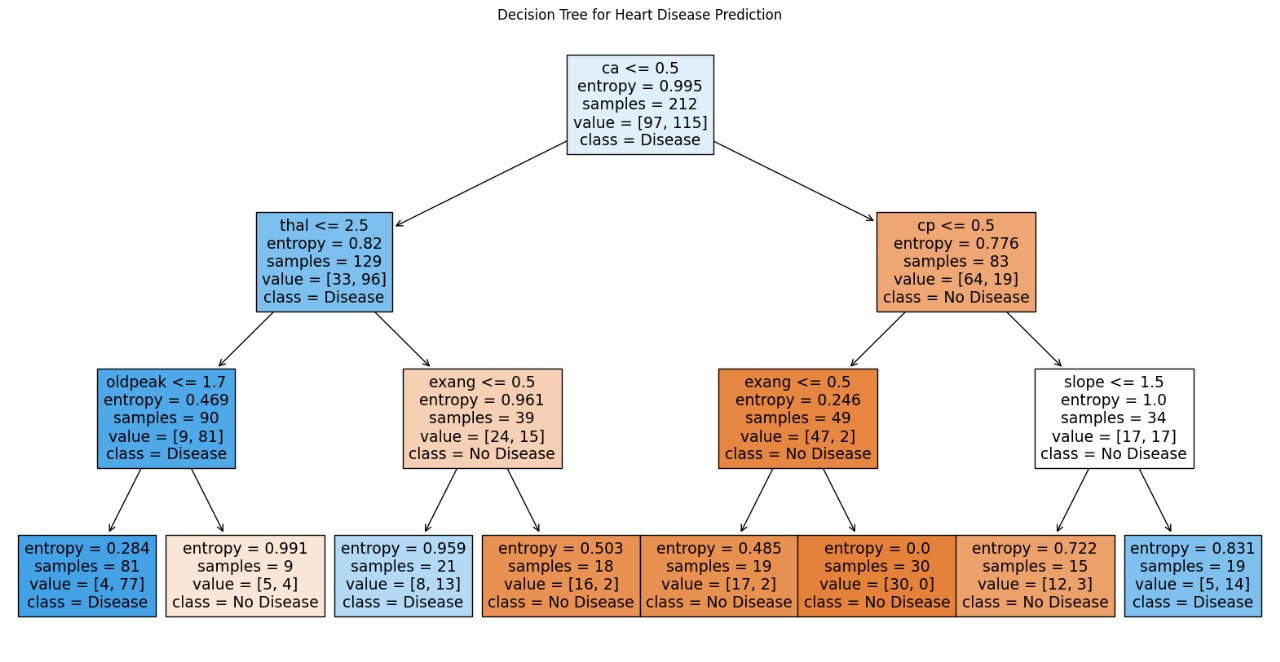 Decision Tree for Heart Disease Prediction
ca <= 0.5
entropy = 0.995
samples = 212
value = [97, 115]
class = Disease
thal <= 2.5
entropy = 0.82
samples = 129
value = [33, 96]
class = Disease
cp <= 0.5
entropy = 0.776
samples = 83
value = [64, 19]
class = No Disease
oldpeak <= 1.7
entropy = 0.469
samples = 90
value = [9, 81]
class = Disease
exang <= 0.5
entropy = 0.961
samples = 39
value = [24, 15]
class = No Disease
exang <= 0.5
entropy = 0.246
samples = 49
value = [47, 2]
class = No Disease
slope <= 1.5
entropy = 1.0
samples = 34
value = [17, 17]
class = No Disease
entropy = 0.284
samples = 81
value = [4, 77]
class = Disease
entropy = 0.991
samples = 9
value = [5, 4]
class = No Disease
entropy = 0.959
samples = 21
value = [8, 13]
class = Disease
entropy = 0.503
samples = 18
value = [16, 2]
class = No Disease
entropy = 0.485
samples = 19
value = [17, 2]
class = No Disease
entropy = 0.0
samples = 30
value = [30, 0]
class = No Disease
entropy = 0.722
samples = 15
value = [12, 3]
class = No Disease
entropy = 0.831
samples = 19
value = [5, 14]
class = Disease